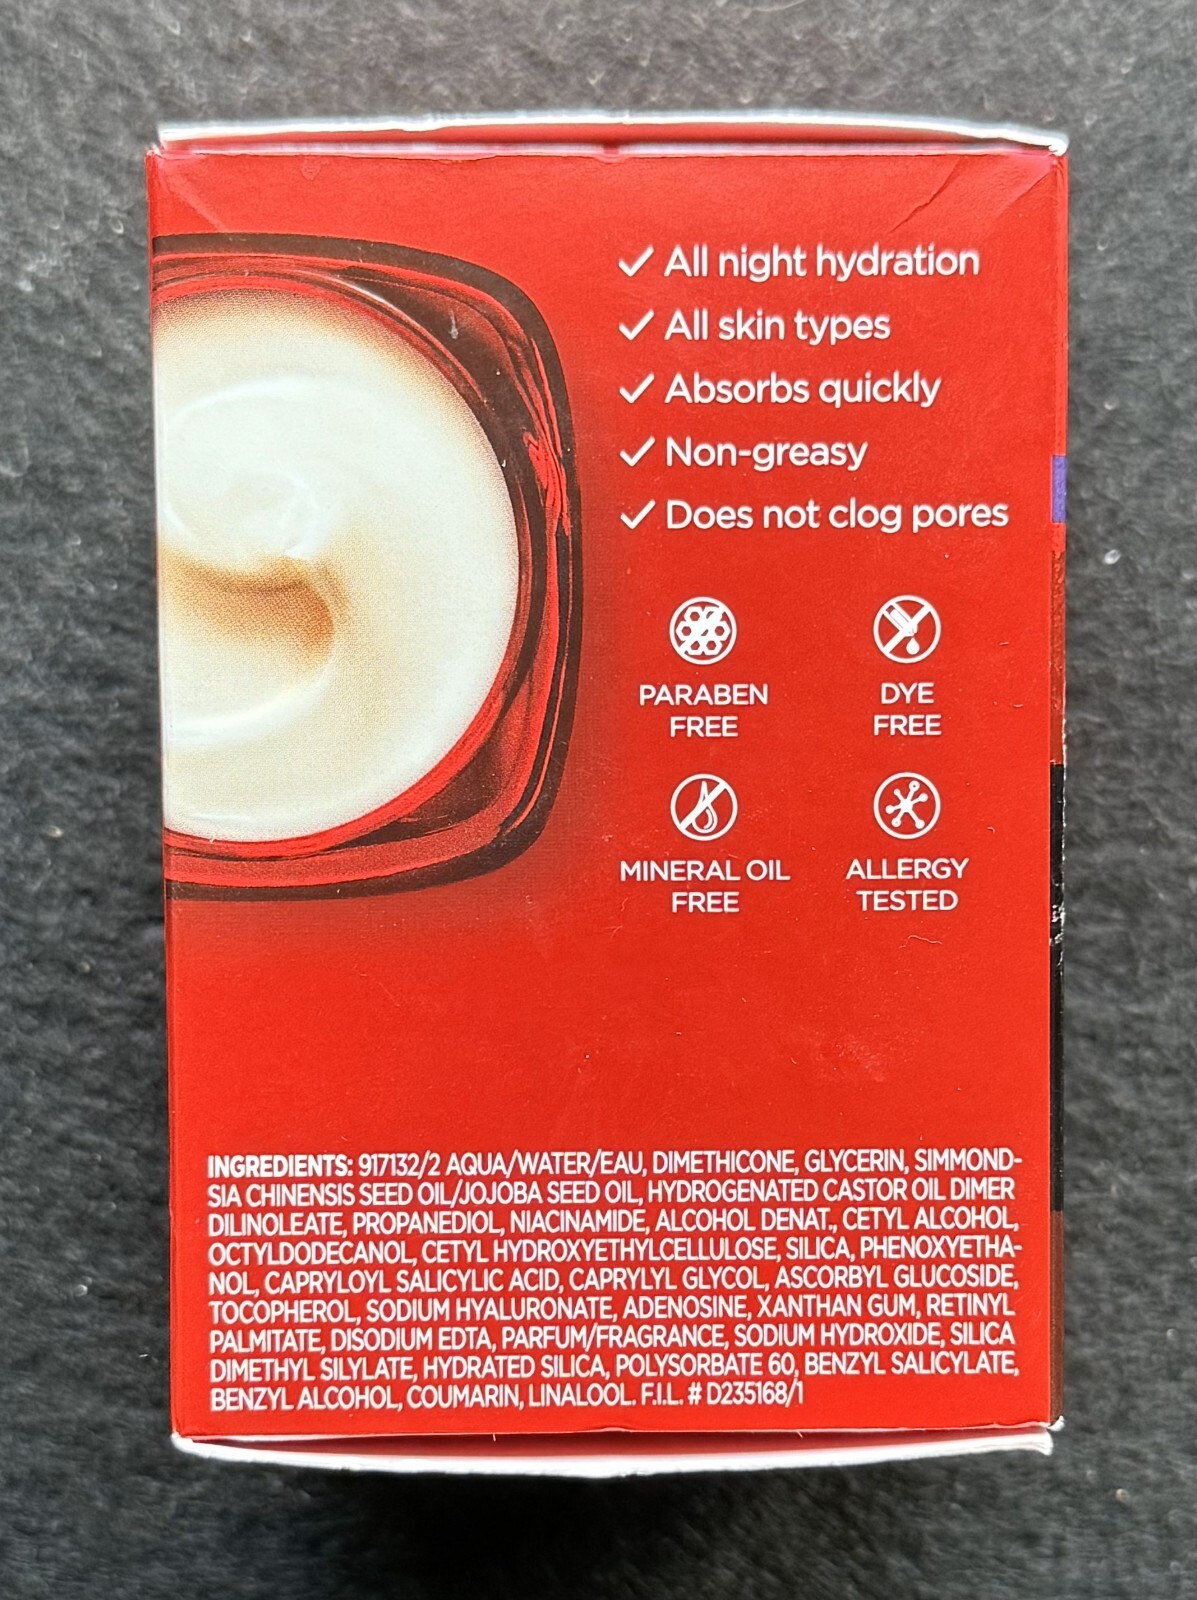 All night hydration
All skin types
Absorbs quickly
Non-greasy
Does not clog pores
PARABEN
FREE
DYE
FREE
MINERAL OIL
FREE
ALLERGY
TESTED
INGREDIENTS: 917132/2 AQUA/WATER/EAU, DIMETHICONE, GLYCERIN, SIMMOND-
SIA CHINENSIS SEED OIL/JOJOBA SEED OIL, HYDROGENATED CASTOR OIL DIMER
DILINOLEATE, PROPANEDIOL, NIACINAMIDE, ALCOHOL DENAT., CETYL ALCOHOL,
OCTYLDODECANOL, CETYL HYDROXYETHYLCELLULOSE, SILICA, PHENOXYETHA-
NOL, CAPRYLOYL SALICYLIC ACID, CAPRYLYL GLYCOL, ASCORBYL GLUCOSIDE,
TOCOPHEROL, SODIUM HYALURONATE, ADENOSINE, XANTHAN GUM, RETINYL
PALMITATE, DISODIUM EDTA, PARFUM/FRAGRANCE, SODIUM HYDROXIDE, SILICA
DIMETHYL SILYLATE, HYDRATED SILICA, POLYSORBATE 60, BENZYL SALICYLATE,
BENZYL ALCOHOL, COUMARIN, LINALOOL. F.I.L. # D235168/1